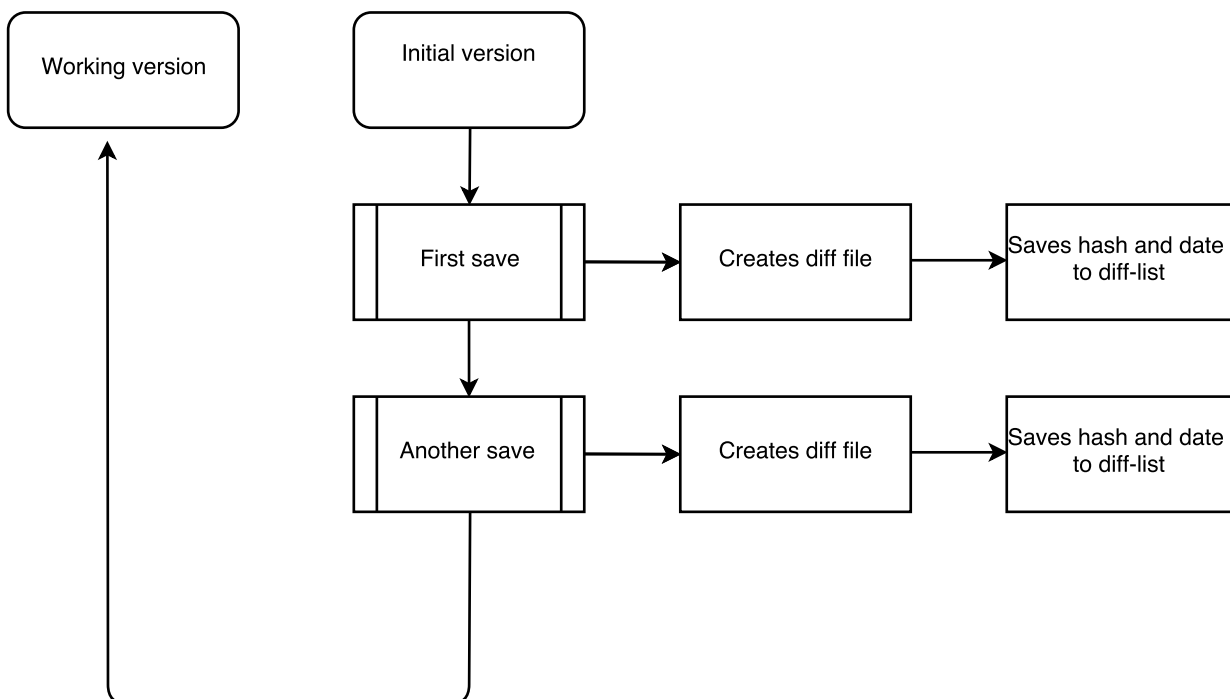 Working version
Initial version
First save
Creates diff file
Saves hash and date
to diff-list
Another save
Creates diff file
Saves hash and date
to diff-list